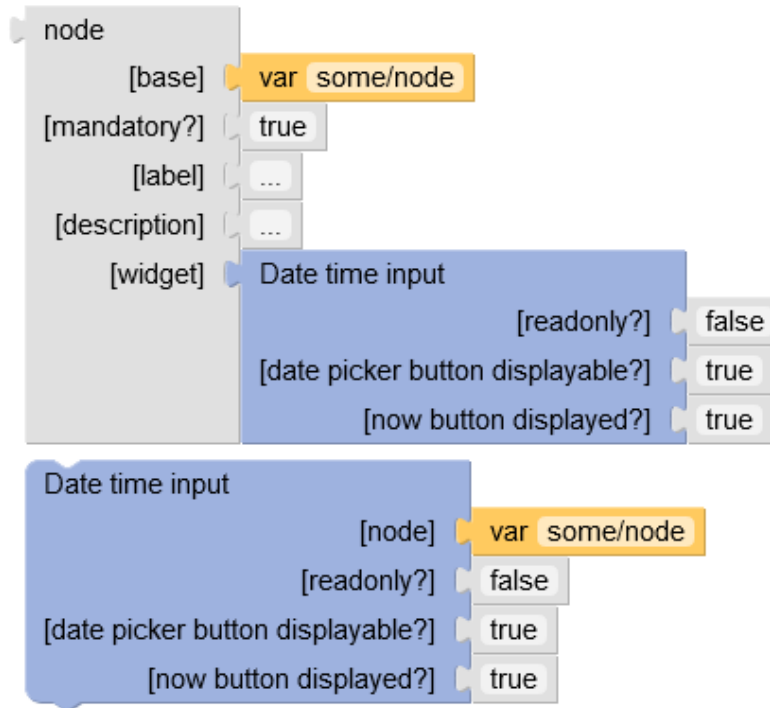 node
[base] var some/node
[mandatory?] true
[label] ...
[description] ...
[widget] Date time input
[readonly?] false
[date picker button displayable?] true
[now button displayed?] true
Date time input
[node] var some/node
[readonly?] false
[date picker button displayable?] true
[now button displayed?] true